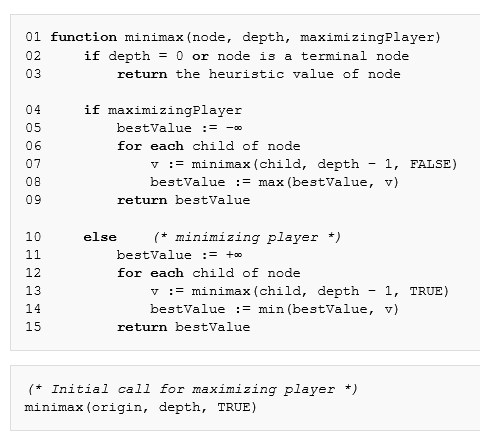 01 function minimax(node, depth, maximizingPlayer)
02     if depth = 0 or node is a terminal node
03         return the heuristic value of node
04     if maximizingPlayer
05         bestValue := −∞
06         for each child of node
07             v := minimax(child, depth − 1, FALSE)
08             bestValue := max(bestValue, v)
09         return bestValue
10     else    (* minimizing player *)
11         bestValue := +∞
12         for each child of node
13             v := minimax(child, depth − 1, TRUE)
14             bestValue := min(bestValue, v)
15         return bestValue
(* Initial call for maximizing player *)
minimax(origin, depth, TRUE)